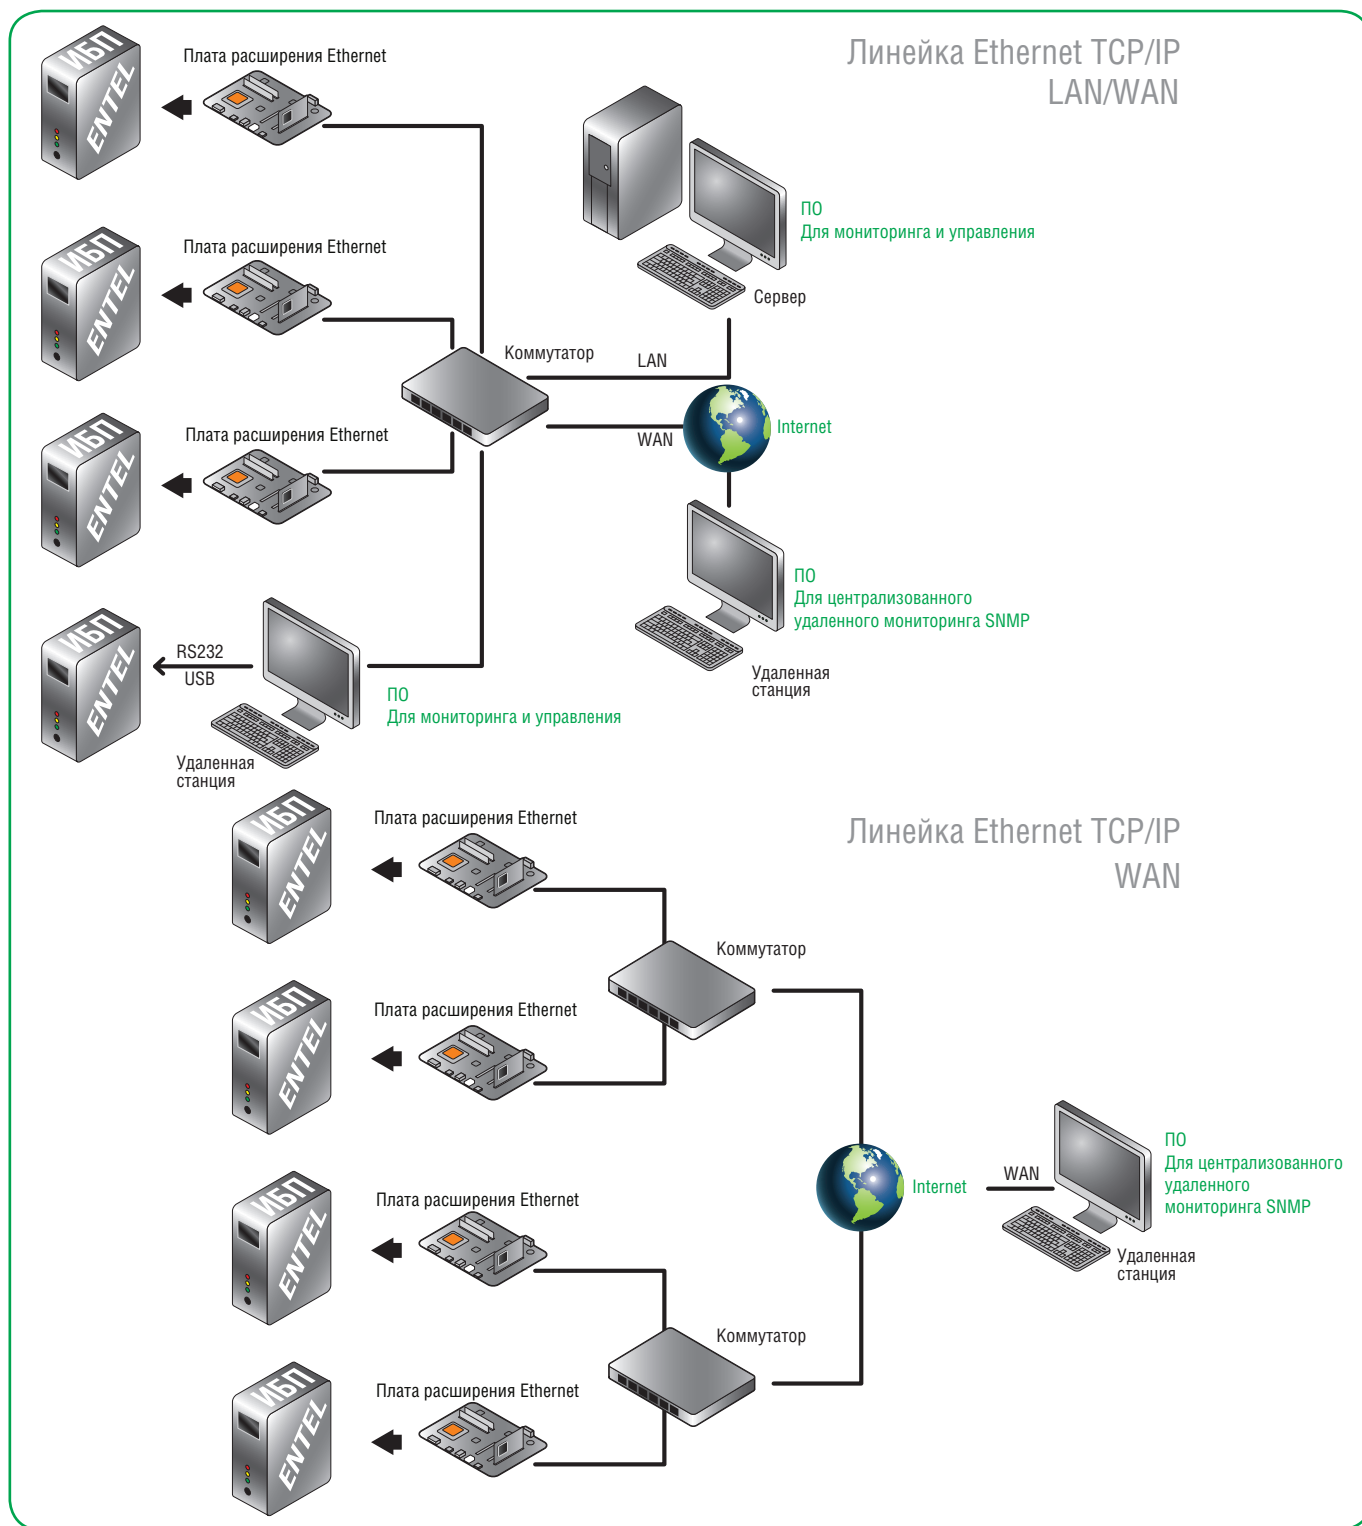 Линейка Ethernet TCP/IP
LAN/WAN
ИБП
ENTEL
Плата расширения Ethernet
ИБП
ENTEL
Плата расширения Ethernet
ИБП
ENTEL
Плата расширения Ethernet
ИБП
ENTEL
RS232
USB
Удаленная
станция
ПО
Для мониторинга и управления
Коммутатор
LAN
WAN
Сервер
ПО
Для мониторинга и управления
Internet
ПО
Для централизованного
удаленного мониторинга SNMP
Удаленная
станция
Линейка Ethernet TCP/IP
WAN
ИБП
ENTEL
Плата расширения Ethernet
ИБП
ENTEL
Плата расширения Ethernet
Коммутатор
ИБП
ENTEL
Плата расширения Ethernet
ИБП
ENTEL
Плата расширения Ethernet
Коммутатор
Internet
WAN
ПО
Для централизованного
удаленного
мониторинга SNMP
Удаленная
станция